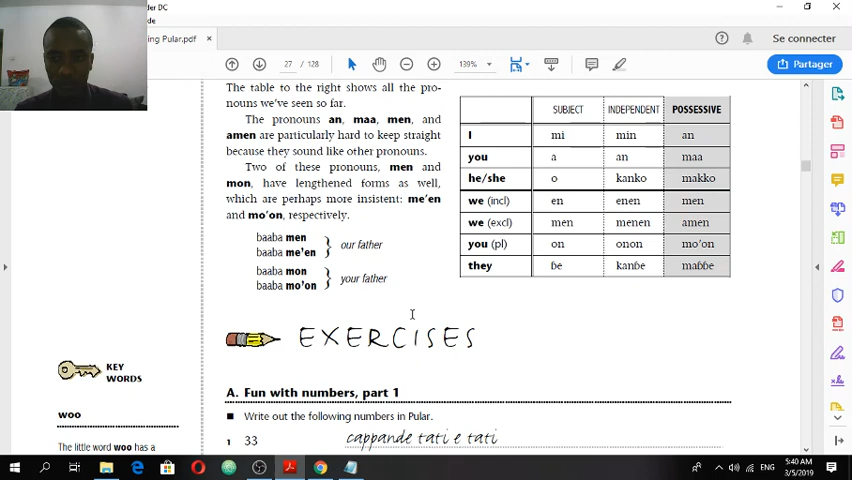 der DC
de
ing Pular.pdf
Se connecter
27 / 128
139%
Partager
The table to the right shows all the pro-
nouns we've seen so far.
The pronouns an, maa, men, and
amen are particularly hard to keep straight
because they sound like other pronouns.
Two of these pronouns, men and
mon, have lengthened forms as well,
which are perhaps more insistent: me'en
and mo'on, respectively.
baaba men
baaba me'en
our father
baaba mon
baaba mo'on
your father
SUBJECT INDEPENDENT POSSESSIVE
I mi min an
you a an maa
he/she o kanko makko
we (incl) en enen men
we (excl) men menen amen
you (pl) on onon mo'on
they ɓe kanɓe maɓɓe
EXERCISES
KEY
WORDS
woo
The little word woo has a
A. Fun with numbers, part 1
Write out the following numbers in Pular.
1 33 cappande tati e tati
ENG
5:40 AM
3/5/2019